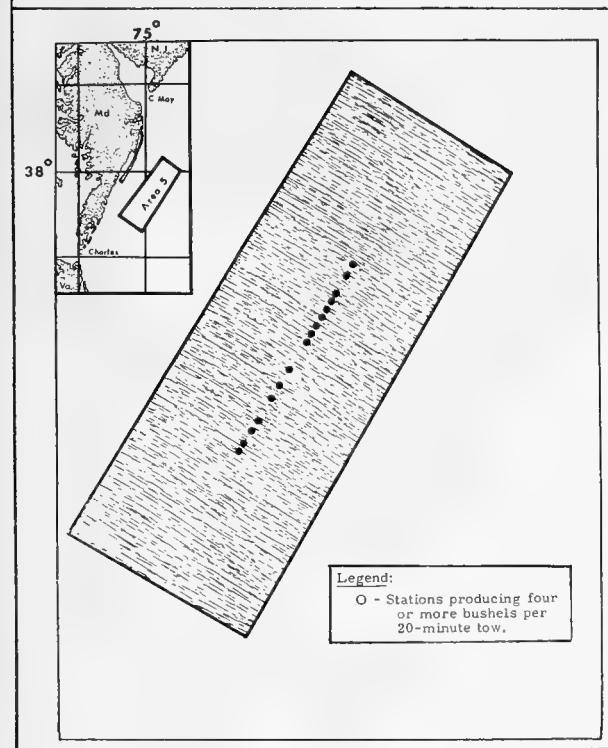 75°
N.J.
C May
Md
38°
Area 5
Charles
Va.
Legend:
O - Stations producing four
or more bushels per
20-minute tow.